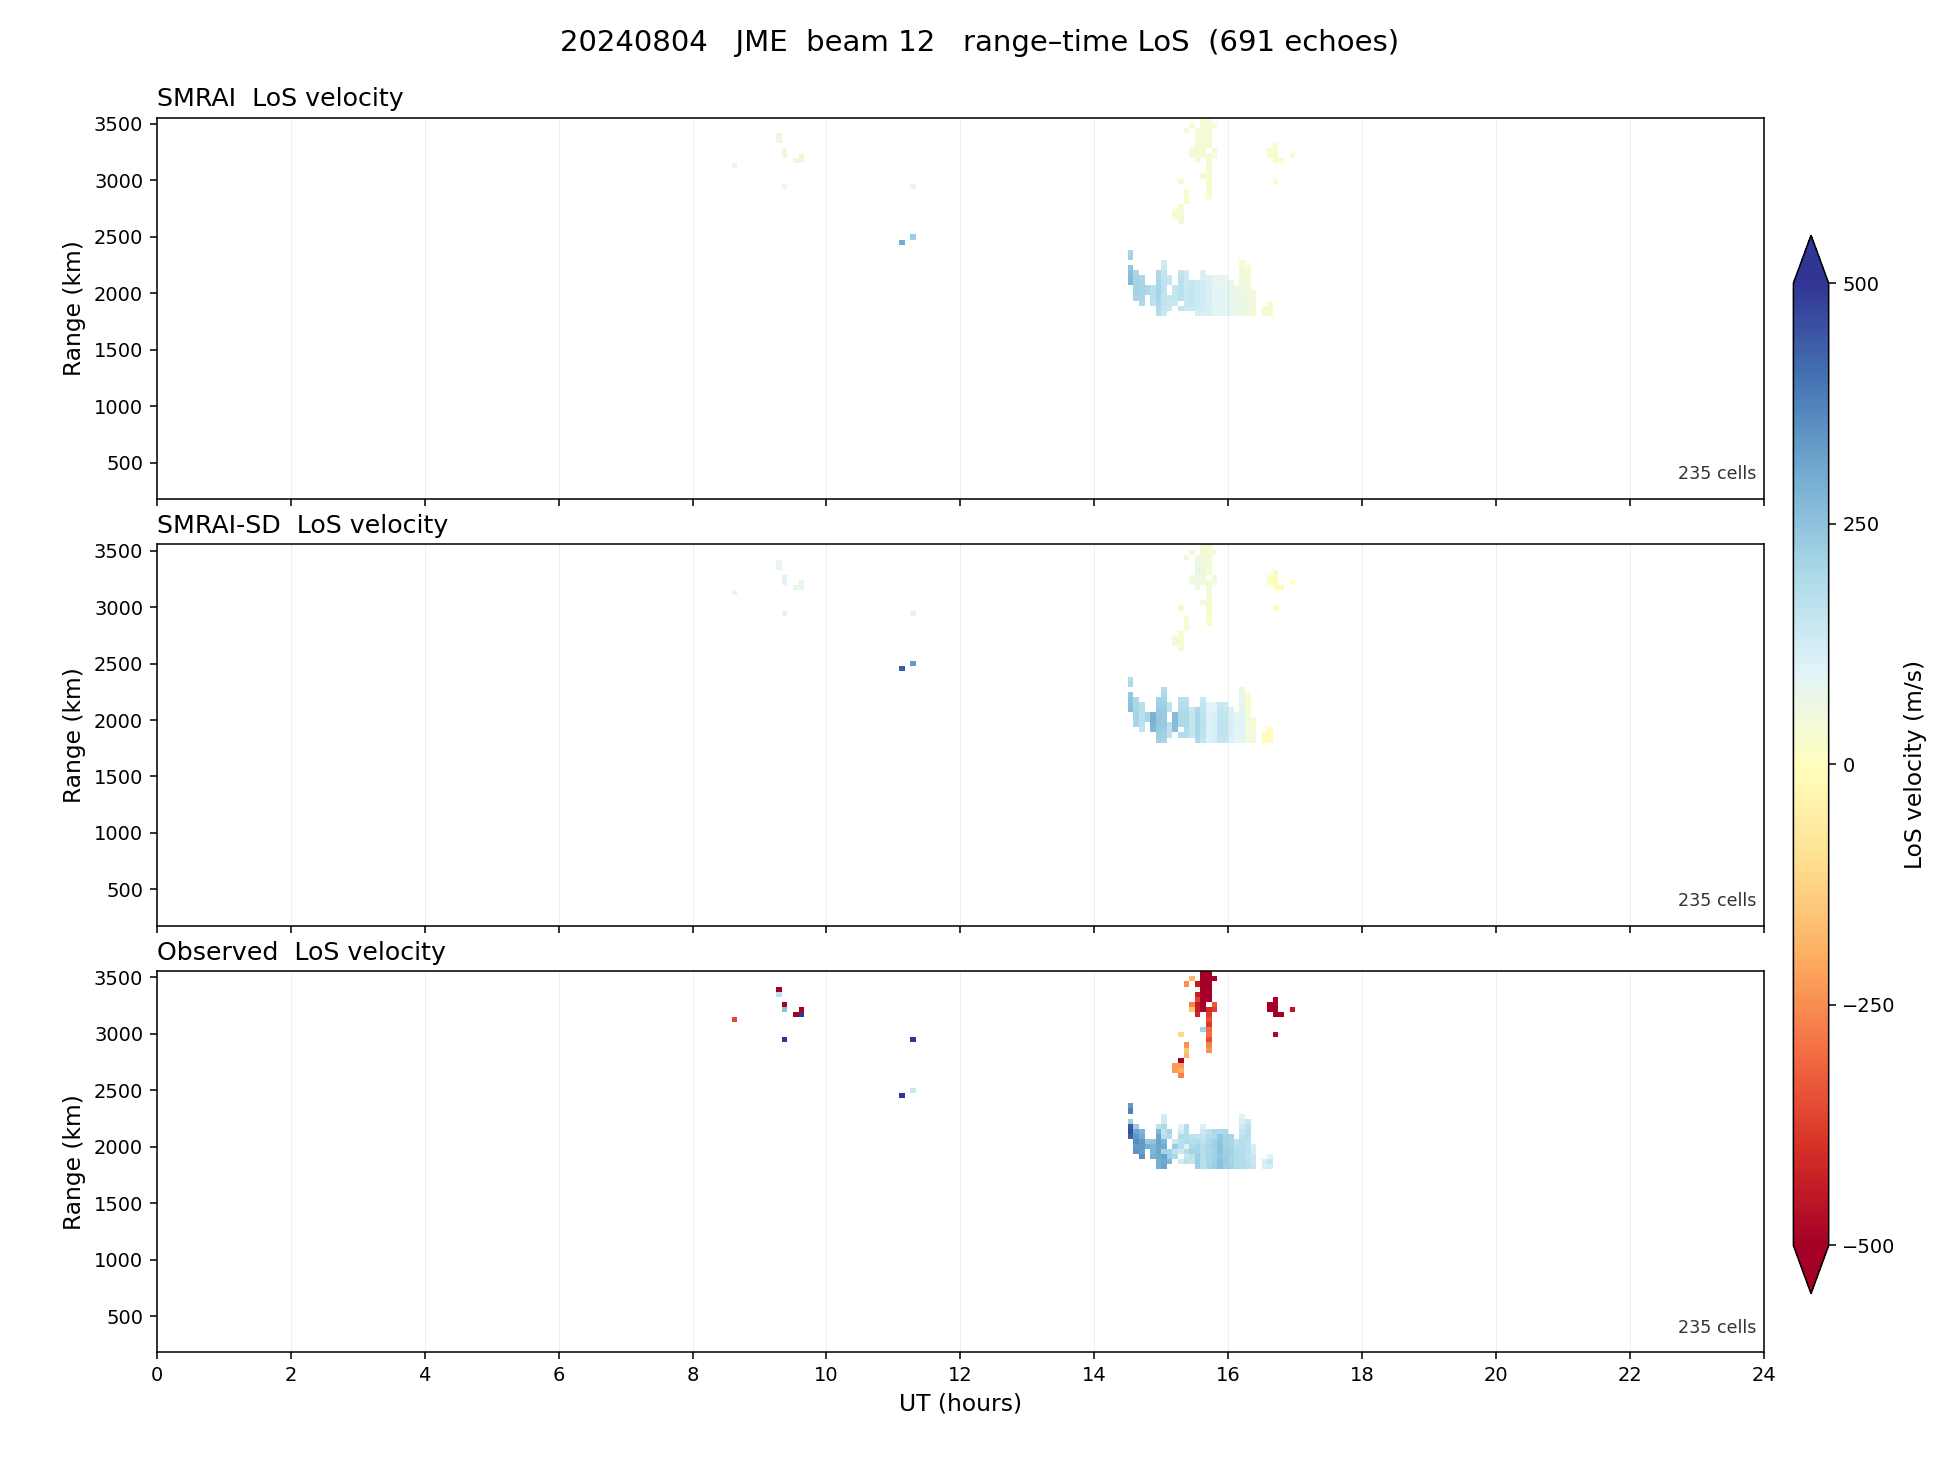 20240804   JME  beam 12   range–time LoS  (691 echoes)
SMRAI  LoS velocity
3500
3000
2500
2000
1500
1000
500
Range (km)
235 cells
SMRAI-SD  LoS velocity
3500
3000
2500
2000
1500
1000
500
Range (km)
235 cells
Observed  LoS velocity
3500
3000
2500
2000
1500
1000
500
Range (km)
235 cells
0 2 4 6 8 10 12 14 16 18 20 22 24
UT (hours)
500
250
0
−250
−500
LoS velocity (m/s)